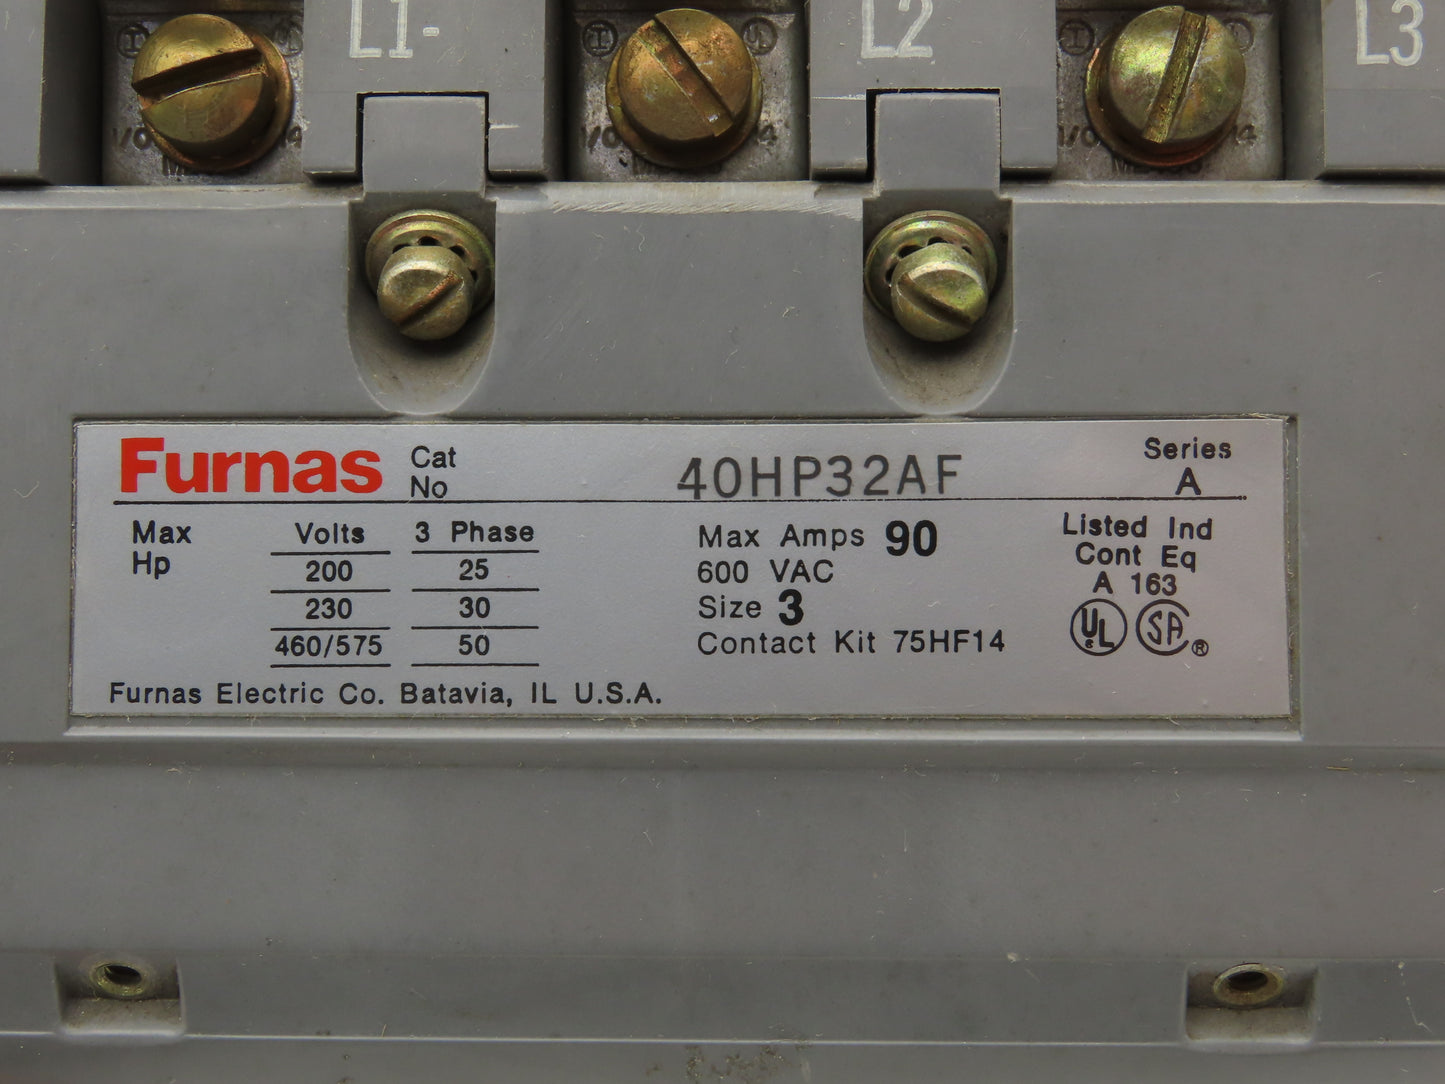 L1- L2 L3
Furnas Cat No 40HP32AF Series A
Max Hp
Volts 3 Phase
200 25
230 30
460/575 50
Max Amps 90
600 VAC
Size 3
Contact Kit 75HF14
Listed Ind
Cont Eq
A 163
UL SA ®
Furnas Electric Co. Batavia, IL U.S.A.